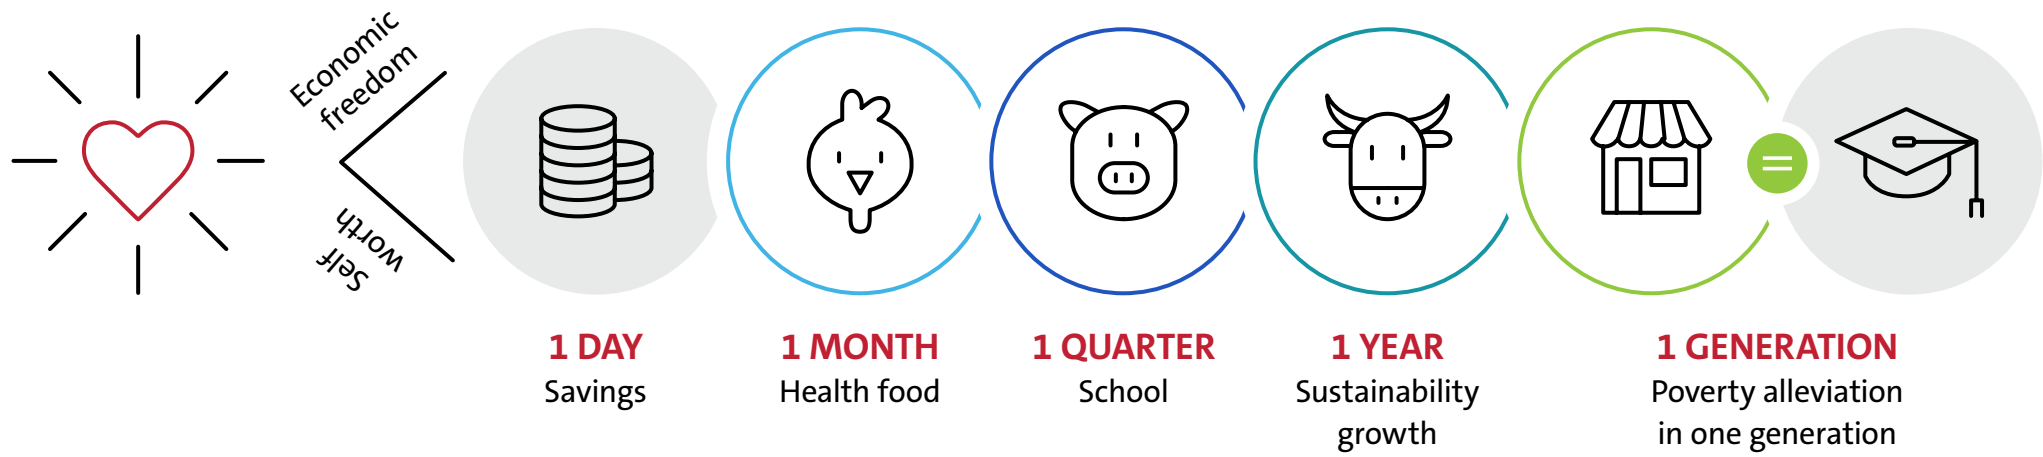 Economic
freedom
Self
worth
1 DAY
Savings
1 MONTH
Health food
1 QUARTER
School
1 YEAR
Sustainability
growth
1 GENERATION
Poverty alleviation
in one generation